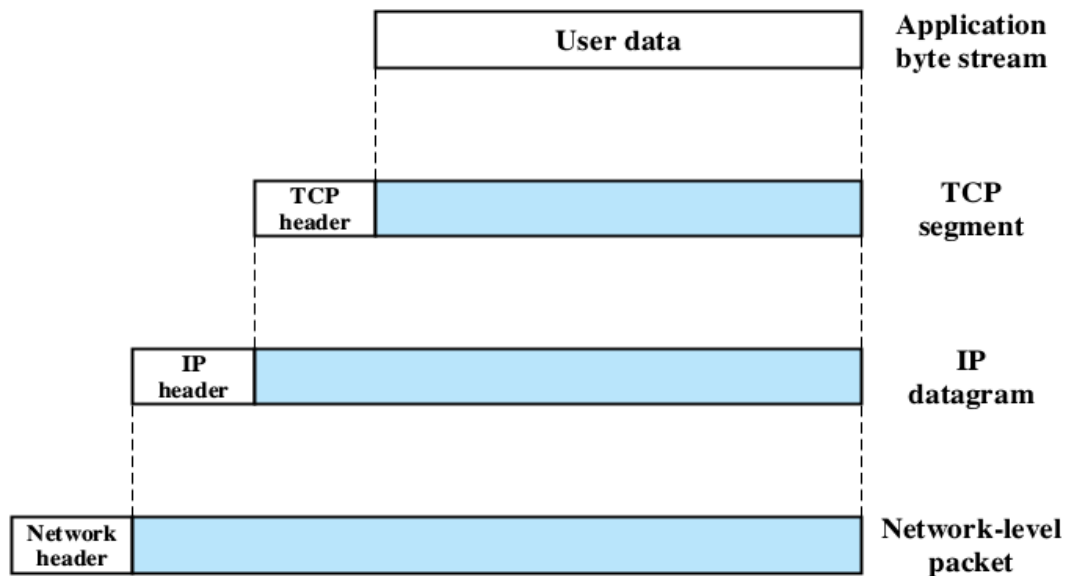 User data
Application
byte stream
TCP
header
TCP
segment
IP
header
IP
datagram
Network
header
Network-level
packet